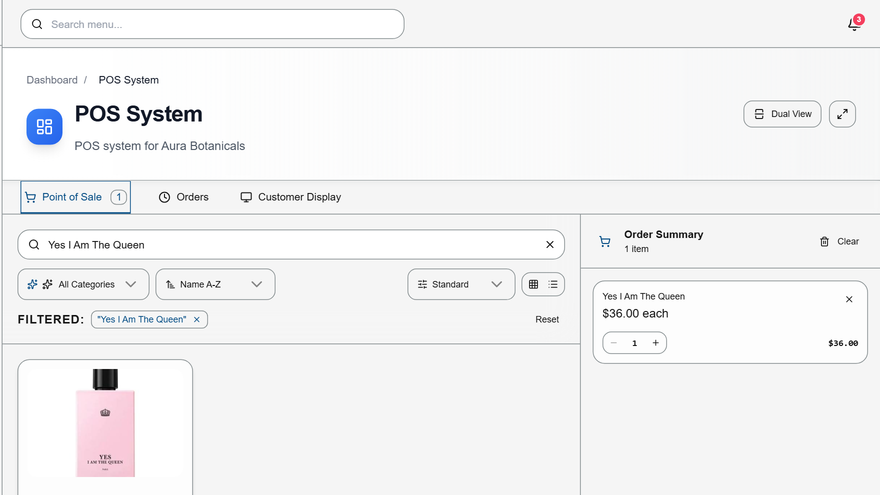 Search menu...
3
Dashboard / POS System
POS System
POS system for Aura Botanicals
Dual View
Point of Sale 1
Orders
Customer Display
Yes I Am The Queen
All Categories
Name A-Z
Standard
FILTERED:
"Yes I Am The Queen"
Reset
YES
I AM THE QUEEN
Order Summary
1 item
Clear
Yes I Am The Queen
$36.00 each
1
$36.00